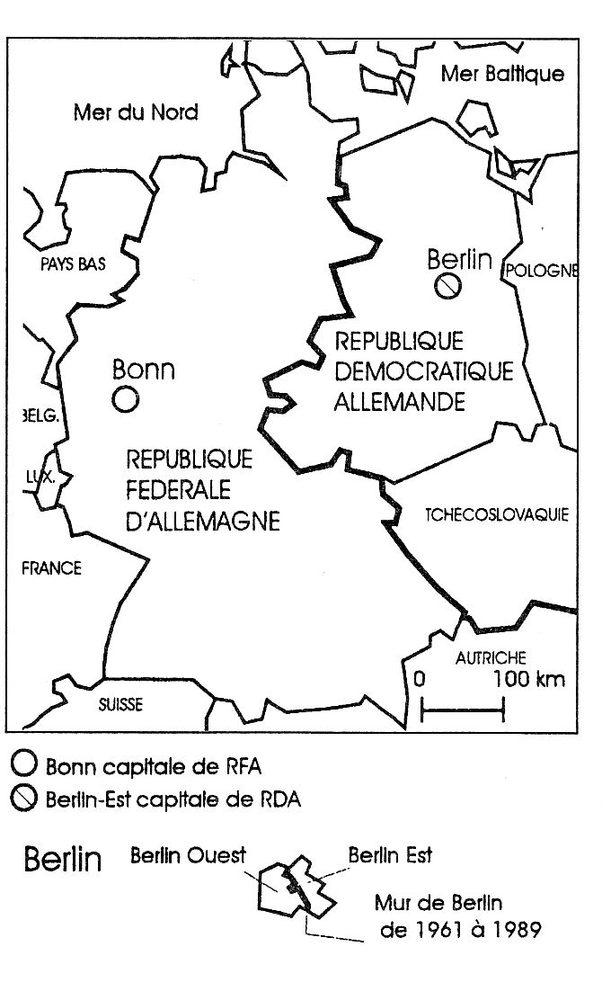 Mer Baltique
Mer du Nord
PAYS BAS
Berlin
POLOGNE
REPUBLIQUE
DEMOCRATIQUE
ALLEMANDE
Bonn
BELG.
REPUBLIQUE
FEDERALE
D'ALLEMAGNE
LUX.
TCHECOSLOVAQUIE
FRANCE
AUTRICHE
0 100 km
SUISSE
Bonn capitale de RFA
Berlin-Est capitale de RDA
Berlin
Berlin Ouest
Berlin Est
Mur de Berlin
de 1961 à 1989